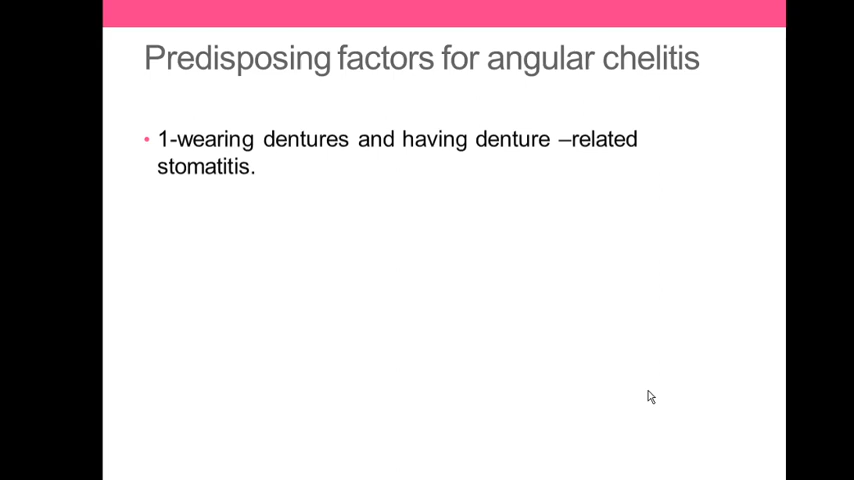 Predisposing factors for angular chelitis
• 1-wearing dentures and having denture –related
stomatitis.